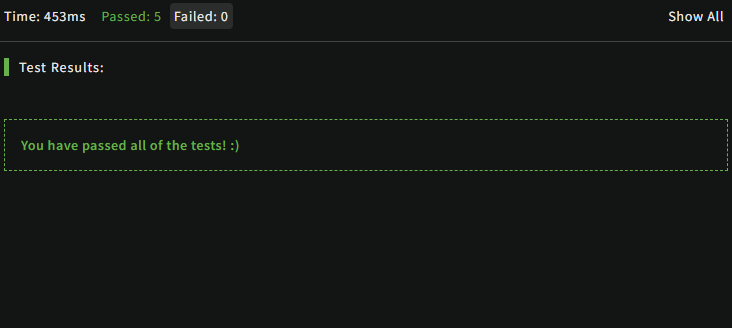 Time: 453ms Passed: 5 Failed: 0 Show All
Test Results:
You have passed all of the tests! :)